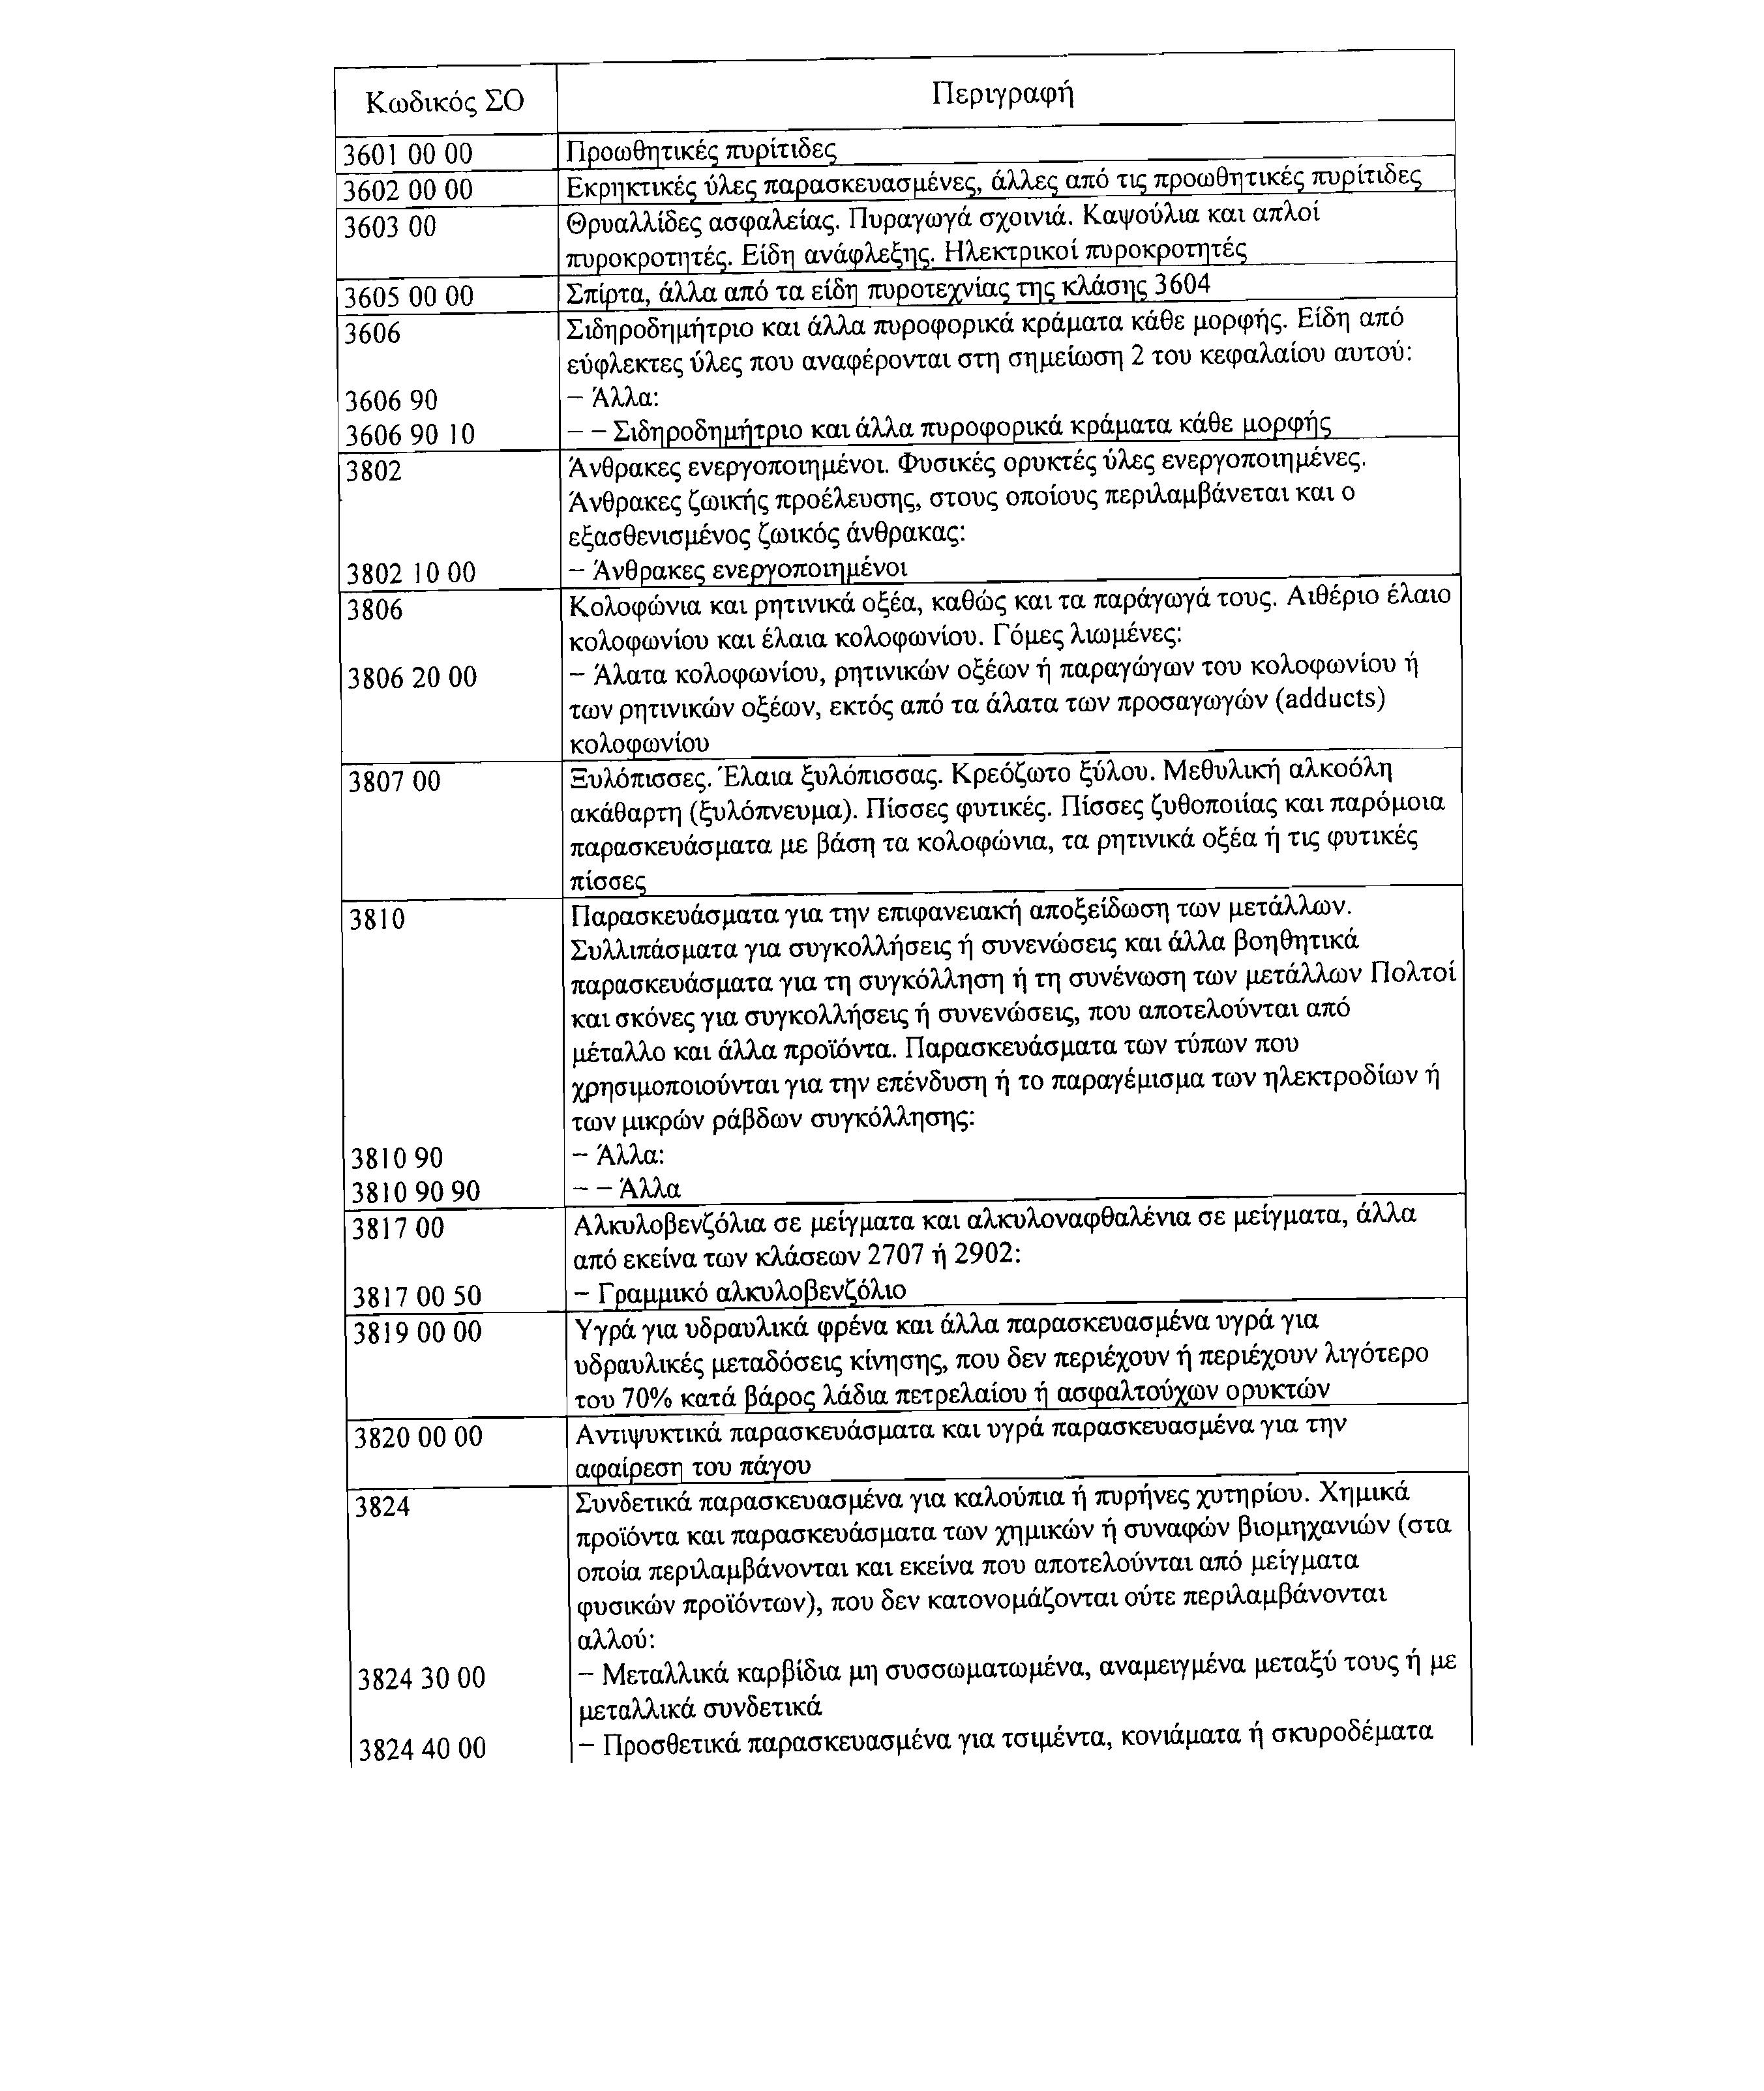 Κωδικός ΣΟ Περιγραφή
3601 00 00 Προωθητικές πυρίτιδες
3602 00 00 Εκρηκτικές ύλες παρασκευασμένες, άλλες από τις προωθητικές πυρίτιδες
3603 00 Θρυαλλίδες ασφαλείας. Πυραγωγά σχοινιά. Καψούλια και απλοί
πυροκροτητές. Είδη ανάφλεξης. Ηλεκτρικοί πυροκροτητές
3605 00 00 Σπίρτα, άλλα από τα είδη πυροτεχνίας της κλάσης 3604
3606 Σιδηροδημήτριο και άλλα πυροφορικά κράματα κάθε μορφής. Είδη από
εύφλεκτες ύλες που αναφέρονται στη σημείωση 2 του κεφαλαίου αυτού:
3606 90 – Άλλα:
3606 90 10 – – Σιδηροδημήτριο και άλλα πυροφορικά κράματα κάθε μορφής
3802 Άνθρακες ενεργοποιημένοι. Φυσικές ορυκτές ύλες ενεργοποιημένες.
Άνθρακες ζωικής προέλευσης, στους οποίους περιλαμβάνεται και ο
εξασθενισμένος ζωικός άνθρακας:
3802 10 00 – Άνθρακες ενεργοποιημένοι
3806 Κολοφώνια και ρητινικά οξέα, καθώς και τα παράγωγά τους. Αιθέριο έλαιο
κολοφωνίου και έλαια κολοφωνίου. Γόμες λιωμένες:
3806 20 00 – Άλατα κολοφωνίου, ρητινικών οξέων ή παραγώγων του κολοφωνίου ή
των ρητινικών οξέων, εκτός από τα άλατα των προσαγωγών (adducts)
κολοφωνίου
3807 00 Ξυλόπισσες. Έλαια ξυλόπισσας. Κρεόζωτο ξύλου. Μεθυλική αλκοόλη
ακάθαρτη (ξυλόπνευμα). Πίσσες φυτικές. Πίσσες ζυθοποιίας και παρόμοια
παρασκευάσματα με βάση τα κολοφώνια, τα ρητινικά οξέα ή τις φυτικές
πίσσες
3810 Παρασκευάσματα για την επιφανειακή αποξείδωση των μετάλλων.
Συλλιπάσματα για συγκολλήσεις ή συνενώσεις και άλλα βοηθητικά
παρασκευάσματα για τη συγκόλληση ή τη συνένωση των μετάλλων Πολτοί
και σκόνες για συγκολλήσεις ή συνενώσεις, που αποτελούνται από
μέταλλο και άλλα προϊόντα. Παρασκευάσματα των τύπων που
χρησιμοποιούνται για την επένδυση ή το παραγέμισμα των ηλεκτροδίων ή
των μικρών ράβδων συγκόλλησης:
3810 90 – Άλλα:
3810 90 90 – – Άλλα
3817 00 Αλκυλοβενζόλια σε μείγματα και αλκυλοναφθαλένια σε μείγματα, άλλα
από εκείνα των κλάσεων 2707 ή 2902:
3817 00 50 – Γραμμικό αλκυλοβενζόλιο
3819 00 00 Υγρά για υδραυλικά φρένα και άλλα παρασκευασμένα υγρά για
υδραυλικές μεταδόσεις κίνησης, που δεν περιέχουν ή περιέχουν λιγότερο
του 70% κατά βάρος λάδια πετρελαίου ή ασφαλτούχων ορυκτών
3820 00 00 Αντιψυκτικά παρασκευάσματα και υγρά παρασκευασμένα για την
αφαίρεση του πάγου
3824 Συνδετικά παρασκευασμένα για καλούπια ή πυρήνες χυτηρίου. Χημικά
προϊόντα και παρασκευάσματα των χημικών ή συναφών βιομηχανιών (στα
οποία περιλαμβάνονται και εκείνα που αποτελούνται από μείγματα
φυσικών προϊόντων), που δεν κατονομάζονται ούτε περιλαμβάνονται
αλλού:
3824 30 00 – Μεταλλικά καρβίδια μη συσσωματωμένα, αναμειγμένα μεταξύ τους ή με
μεταλλικά συνδετικά
3824 40 00 – Προσθετικά παρασκευασμένα για τσιμέντα, κονιάματα ή σκυροδέματα